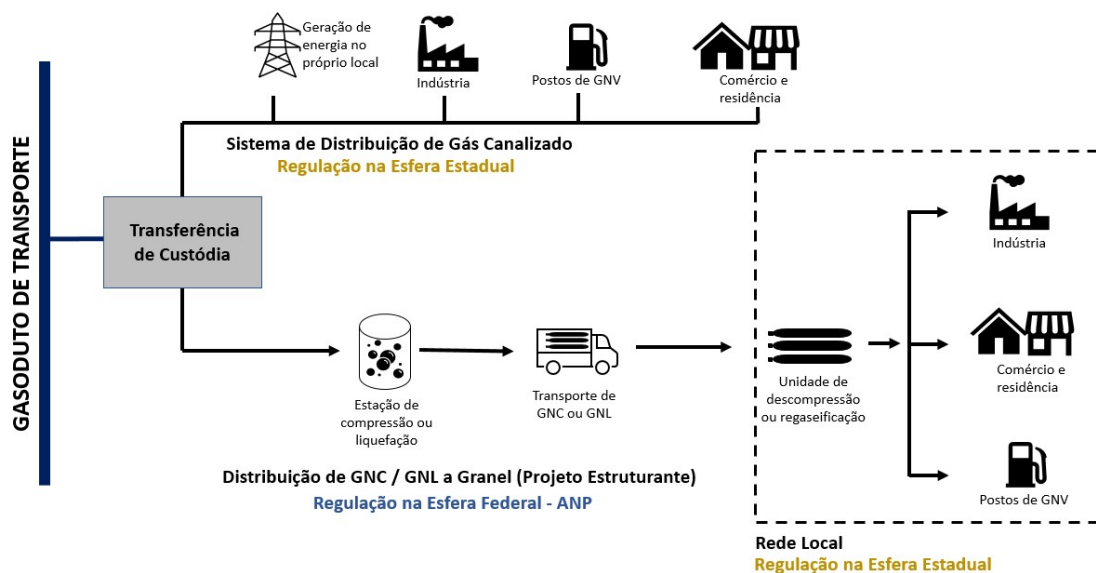 GASODUTO DE TRANSPORTE
Geração de
energia no
próprio local
Indústria
Postos de GNV
Comércio e
residência
Sistema de Distribuição de Gás Canalizado
Regulação na Esfera Estadual
Transferência
de Custódia
Estação de
compressão ou
liquefação
Transporte de
GNC ou GNL
Distribuição de GNC / GNL a Granel (Projeto Estruturante)
Regulação na Esfera Federal - ANP
Unidade de
descompressão
ou regaseificação
Indústria
Comércio e
residência
Postos de GNV
Rede Local
Regulação na Esfera Estadual